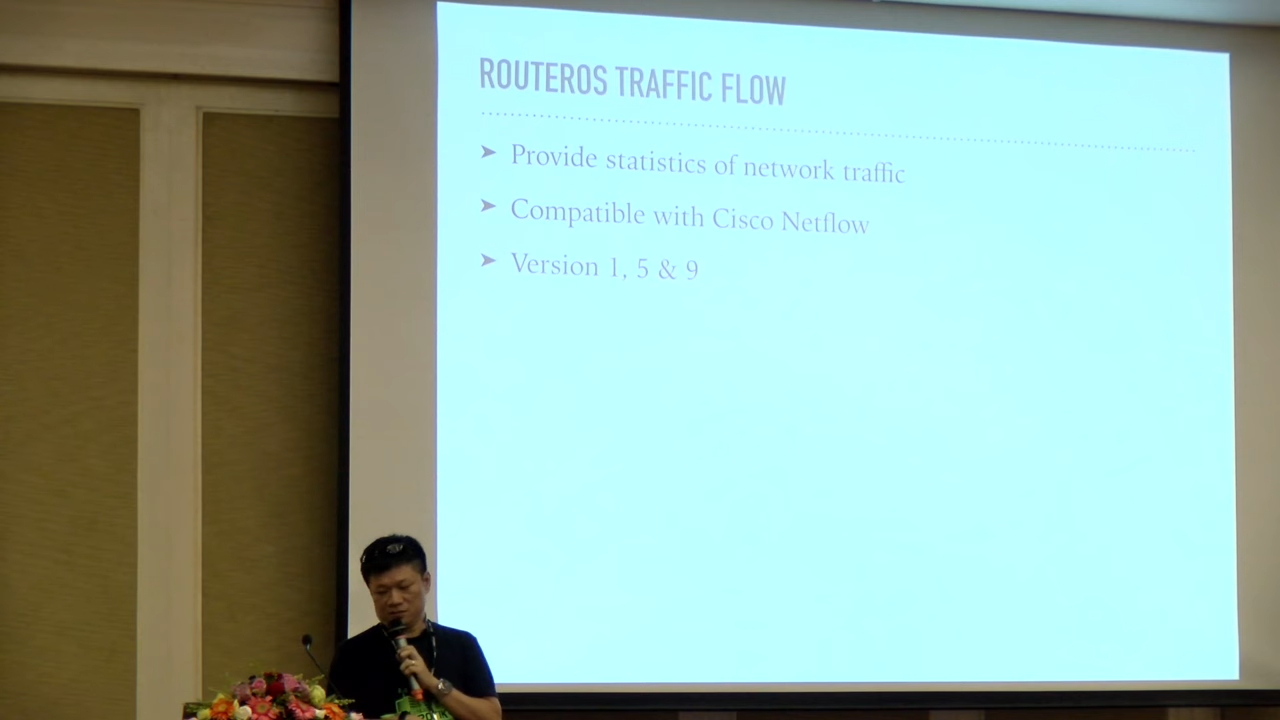 ROUTEROS TRAFFIC FLOW
➤ Provide statistics of network traffic
➤ Compatible with Cisco Netflow
➤ Version 1, 5 & 9